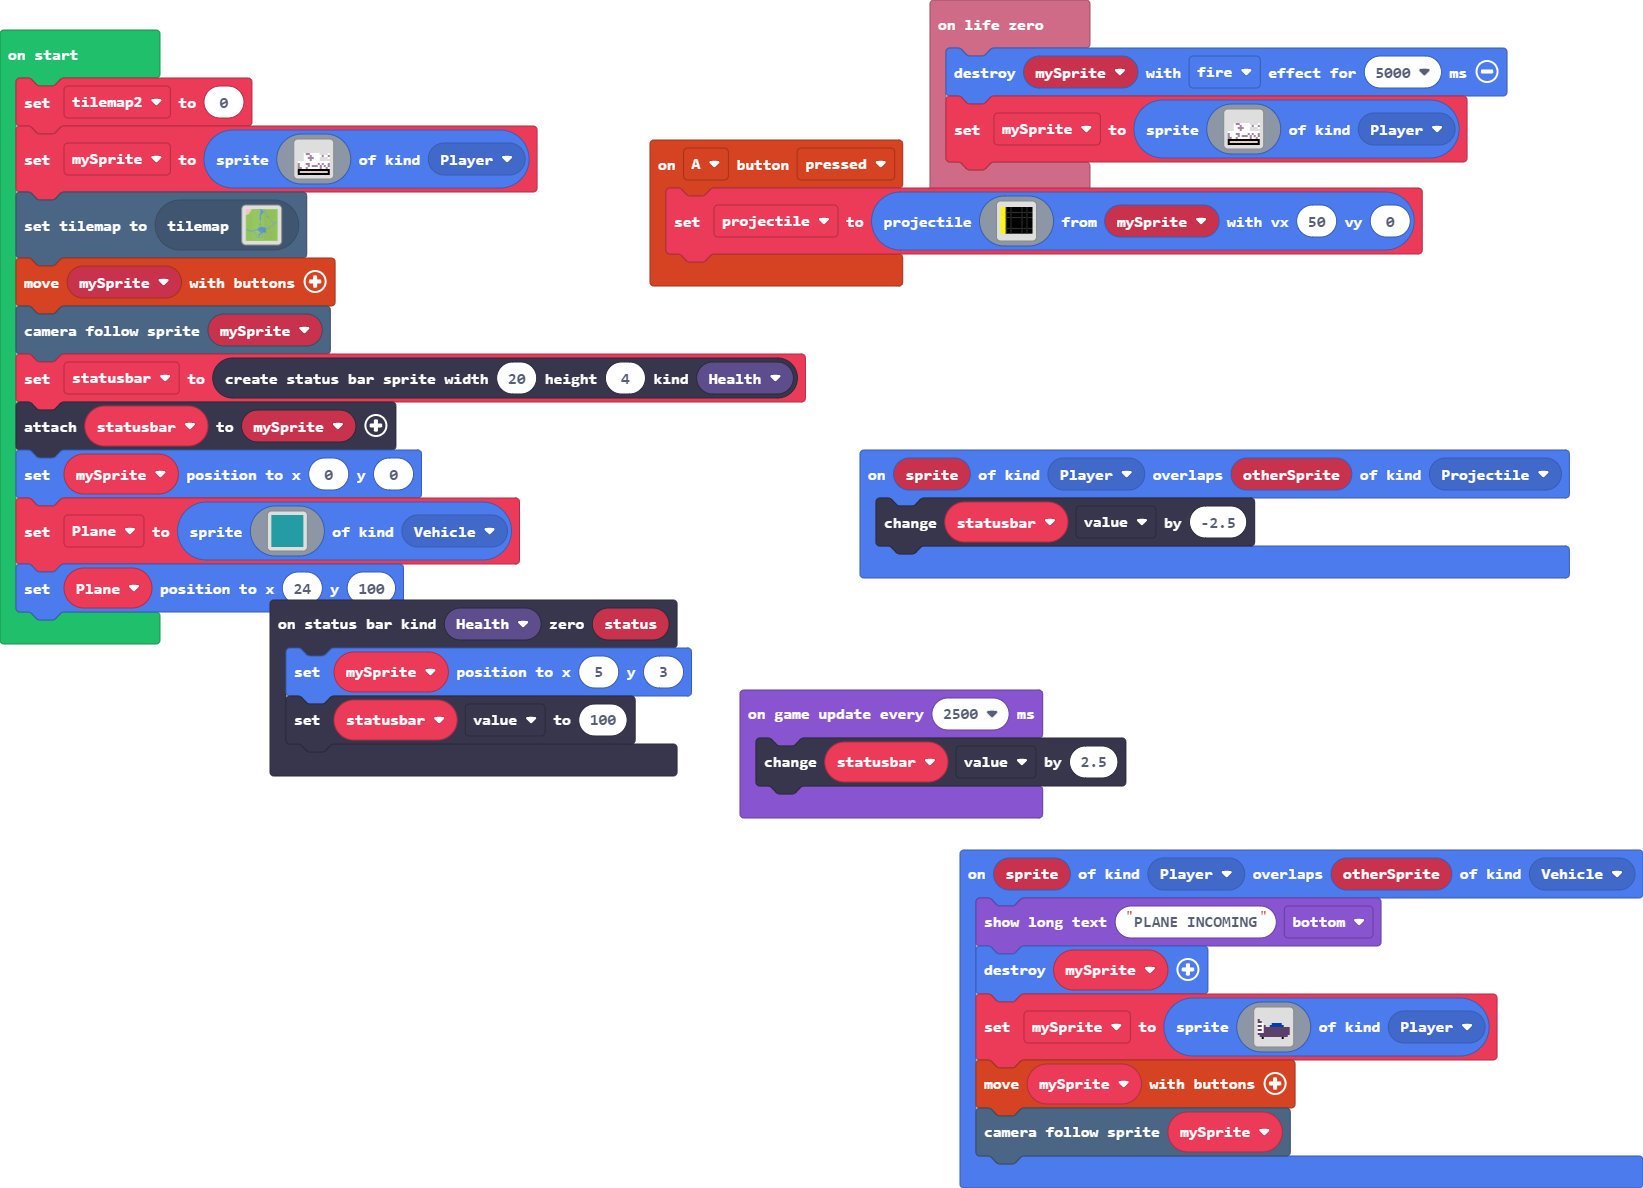 on start
set tilemap2 to 0
set mySprite to sprite of kind Player
set tilemap to tilemap
move mySprite with buttons
camera follow sprite mySprite
set statusbar to create status bar sprite width 20 height 4 kind Health
attach statusbar to mySprite
set mySprite position to x 0 y 0
set Plane to sprite of kind Vehicle
set Plane position to x 24 y 100
on life zero
destroy mySprite with fire effect for 5000 ms
set mySprite to sprite of kind Player
on A button pressed
set projectile to projectile from mySprite with vx 50 vy 0
on sprite of kind Player overlaps otherSprite of kind Projectile
change statusbar value by -2.5
on status bar kind Health zero status
set mySprite position to x 5 y 3
set statusbar value to 100
on game update every 2500 ms
change statusbar value by 2.5
on sprite of kind Player overlaps otherSprite of kind Vehicle
show long text "PLANE INCOMING" bottom
destroy mySprite
set mySprite to sprite of kind Player
move mySprite with buttons
camera follow sprite mySprite